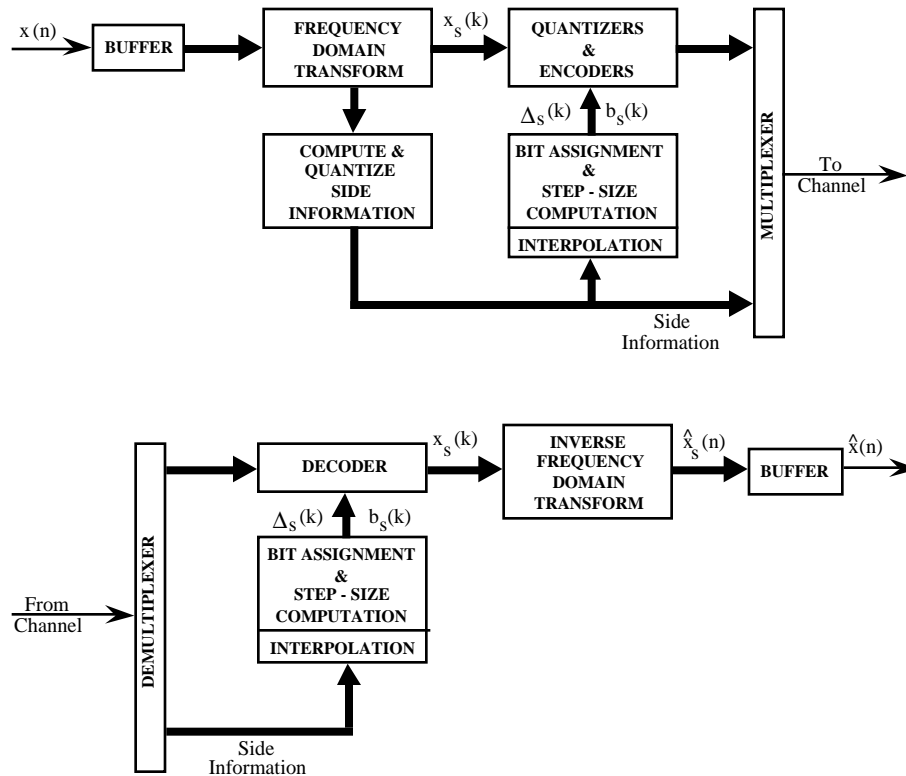 x(n)
BUFFER
FREQUENCY
DOMAIN
TRANSFORM
x_s(k)
QUANTIZERS
&
ENCODERS
COMPUTE &
QUANTIZE
SIDE
INFORMATION
Δ_s(k) b_s(k)
BIT ASSIGNMENT
&
STEP - SIZE
COMPUTATION
INTERPOLATION
MULTIPLEXER
To
Channel
Side
Information
From
Channel
DEMULTIPLEXER
DECODER
x_s(k)
INVERSE
FREQUENCY
DOMAIN
TRANSFORM
x̂_s(n)
BUFFER
x̂(n)
Δ_s(k) b_s(k)
BIT ASSIGNMENT
&
STEP - SIZE
COMPUTATION
INTERPOLATION
Side
Information